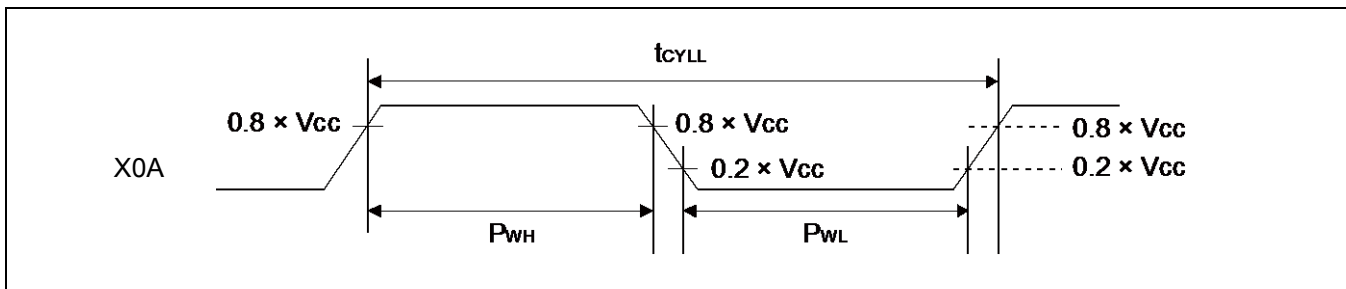 tCYLL
0.8 × Vcc
0.8 × Vcc
0.8 × Vcc
X0A
0.2 × Vcc
0.2 × Vcc
PWH
PWL